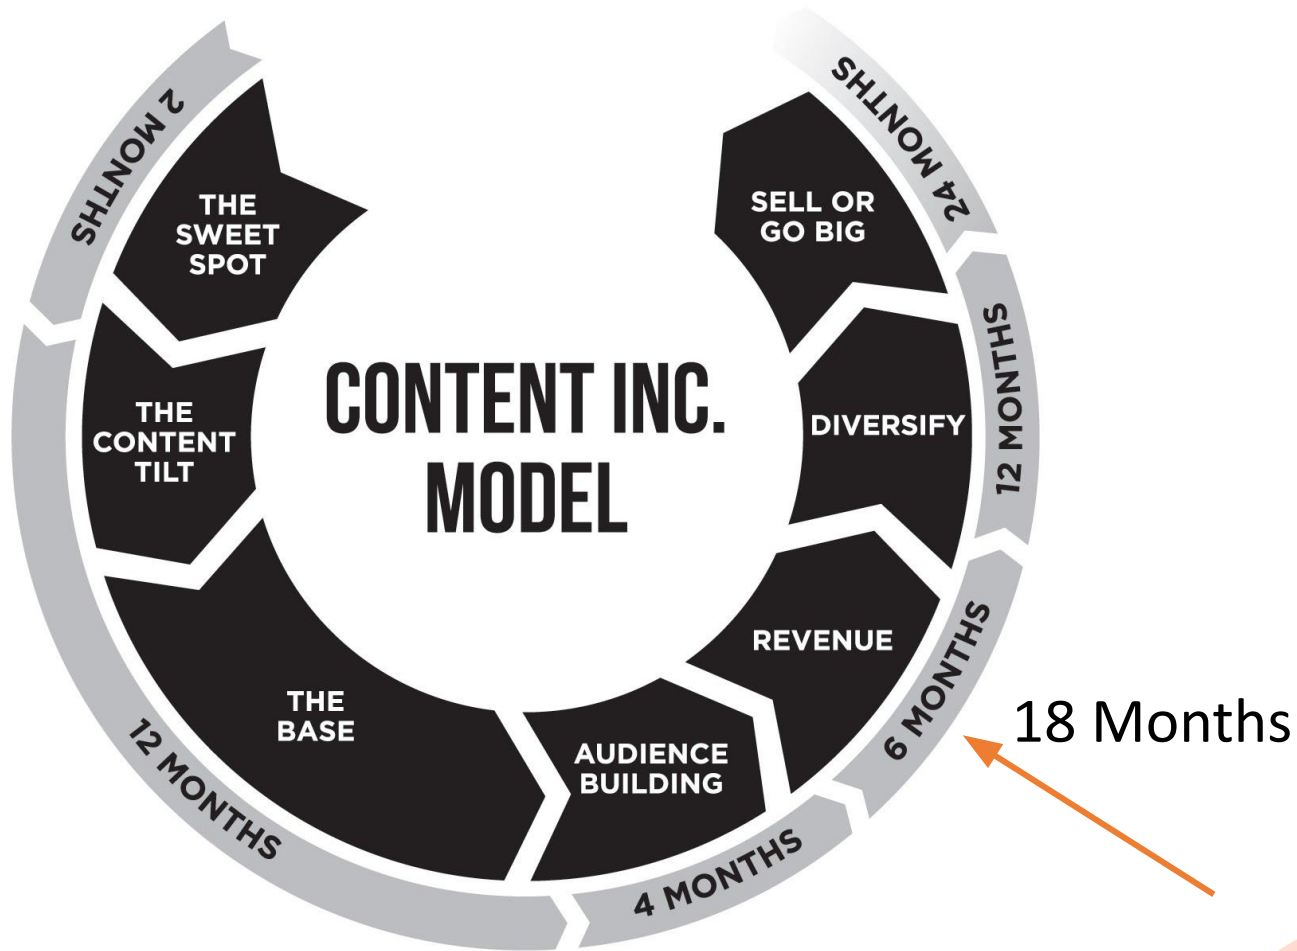 CONTENT INC.
MODEL
THE
SWEET
SPOT
THE
CONTENT
TILT
THE
BASE
AUDIENCE
BUILDING
REVENUE
DIVERSIFY
SELL OR
GO BIG
2 MONTHS
12 MONTHS
4 MONTHS
6 MONTHS
12 MONTHS
24 MONTHS
18 Months